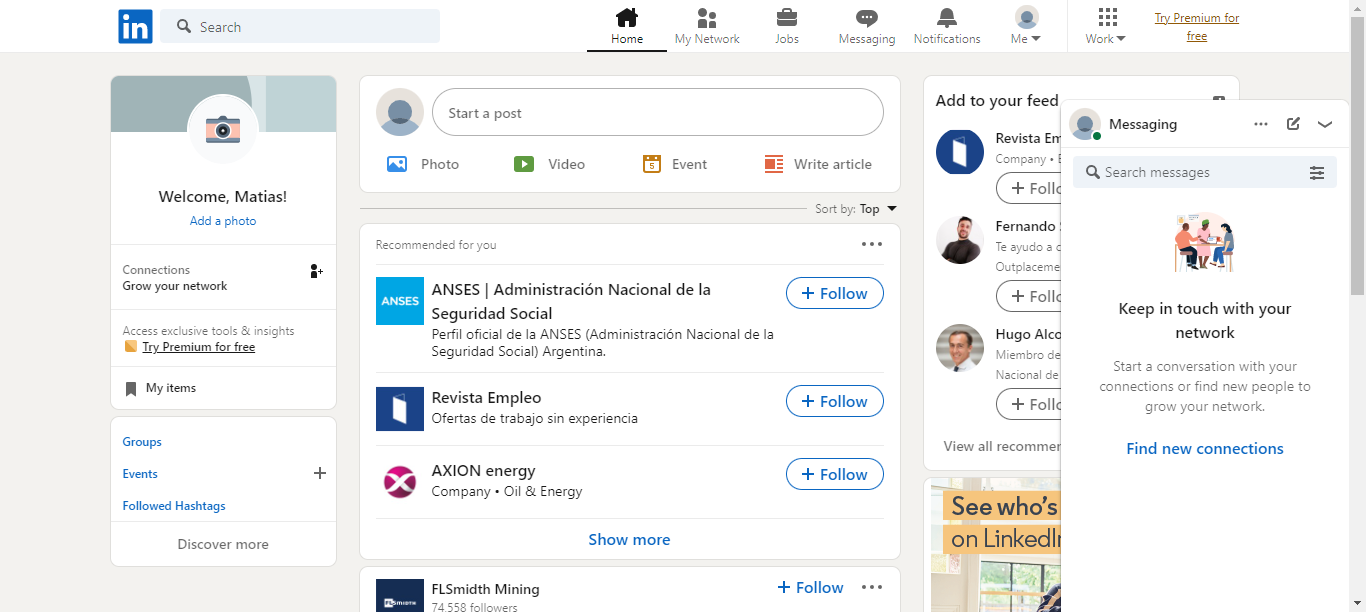 in
Search
Home
My Network
Jobs
Messaging
Notifications
Me
Work
Try Premium for
free
Welcome, Matias!
Add a photo
Connections
Grow your network
Access exclusive tools & insights
Try Premium for free
My items
Groups
Events
Followed Hashtags
Discover more
Start a post
Photo
Video
5
Event
Write article
Sort by: Top
Recommended for you
ANSES
ANSES | Administración Nacional de la
Seguridad Social
Perfil oficial de la ANSES (Administración Nacional de la
Seguridad Social) Argentina.
Follow
Revista Empleo
Ofertas de trabajo sin experiencia
Follow
AXION energy
Company • Oil & Energy
Follow
Show more
FLSMIDTH
FLSmidth Mining
74.558 followers
Follow
Add to your feed
Revista Em
Company •
Follo
Fernando
Te ayudo a
Outplaceme
Follo
Hugo Alco
Miembro de
Nacional de
Follo
View all recommer
See who's
on LinkedIn
Messaging
Search messages
Keep in touch with your
network
Start a conversation with your
connections or find new people to
grow your network.
Find new connections